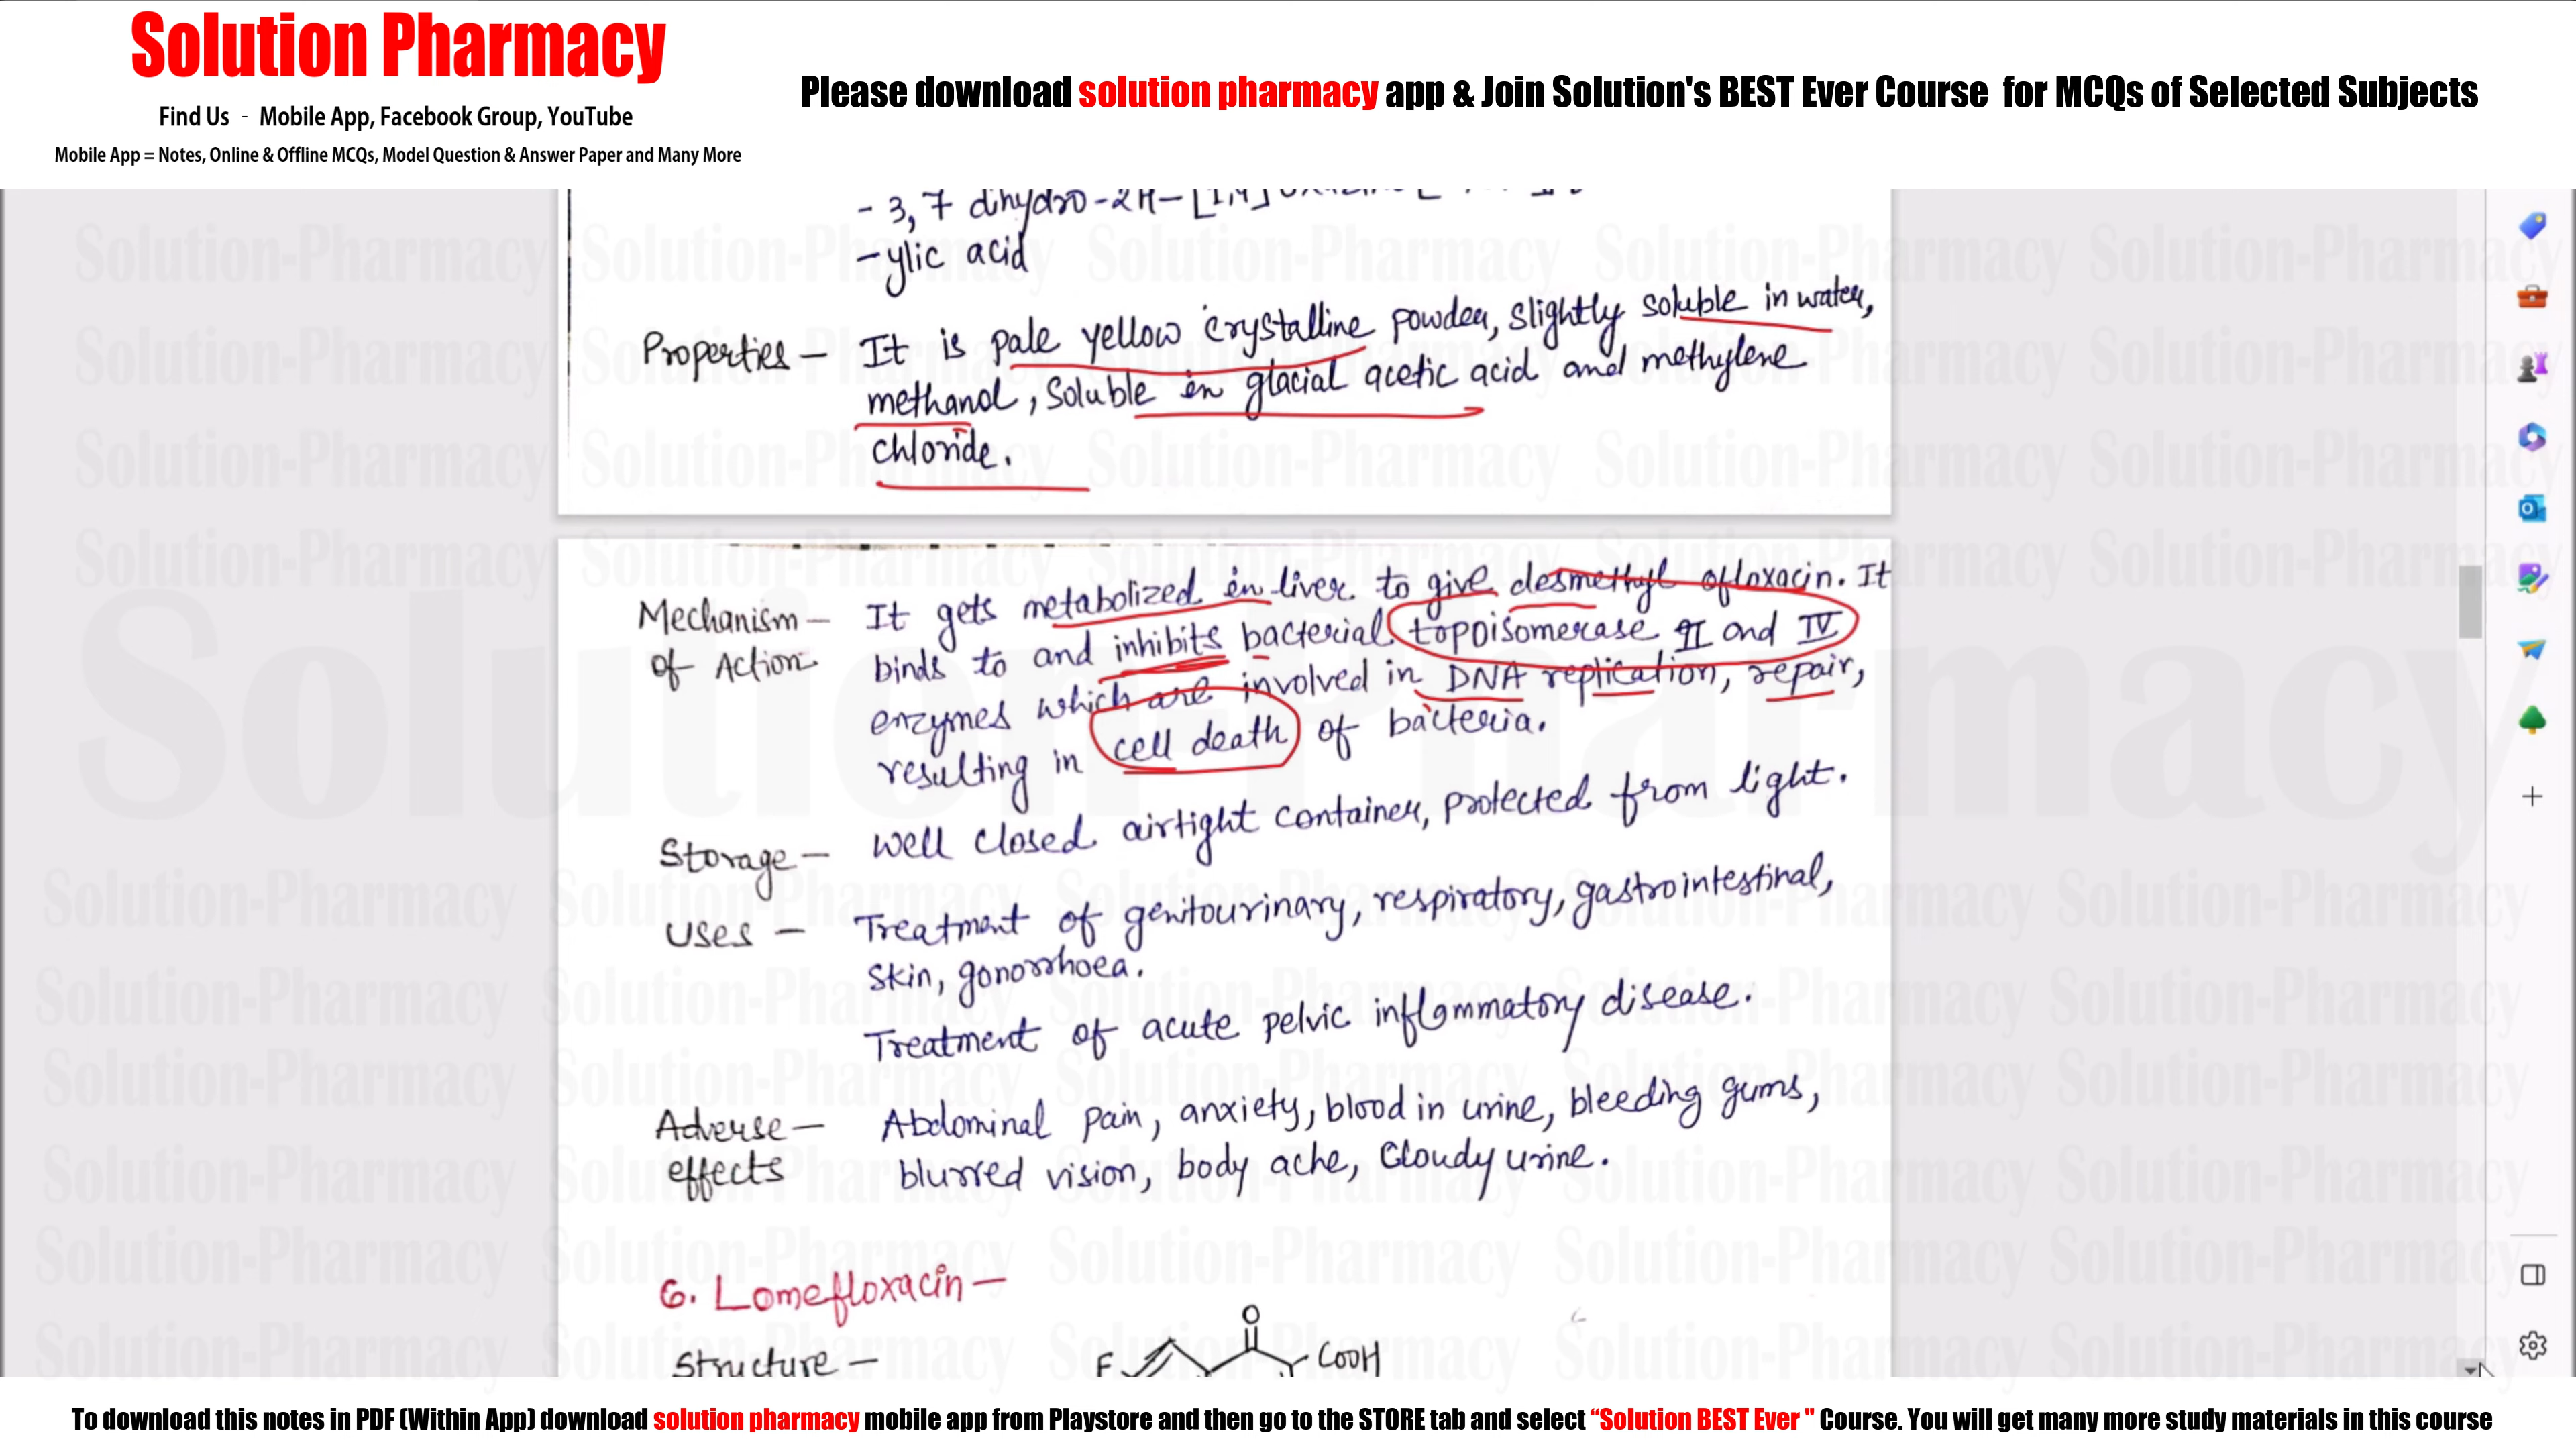 Solution Pharmacy
Find Us - Mobile App, Facebook Group, YouTube
Mobile App = Notes, Online & Offline MCQs, Model Question & Answer Paper and Many More
Please download solution pharmacy app & Join Solution's BEST Ever Course for MCQs of Selected Subjects
- 3, 7 dihydro-2H-[1,4]
-ylic acid
Properties - It is pale yellow crystalline powder, slightly soluble in water,
methanol, soluble in glacial acetic acid and methylene
chloride.
Mechanism of Action - It gets metabolized in liver to give desmethyl ofloxacin. It
binds to and inhibits bacterial topoisomerase II and IV
enzymes which are involved in DNA replication, repair,
resulting in cell death of bacteria.
Storage - Well closed airtight container, protected from light.
Uses - Treatment of genitourinary, respiratory, gastrointestinal,
skin, gonorrhoea.
Treatment of acute pelvic inflammatory disease.
Adverse effects - Abdominal pain, anxiety, blood in urine, bleeding gums,
blurred vision, body ache, cloudy urine.
6. Lomefloxacin -
Structure -
O
F
COOH
Solution-Pharmacy
To download this notes in PDF (Within App) download solution pharmacy mobile app from Playstore and then go to the STORE tab and select “Solution BEST Ever " Course. You will get many more study materials in this course